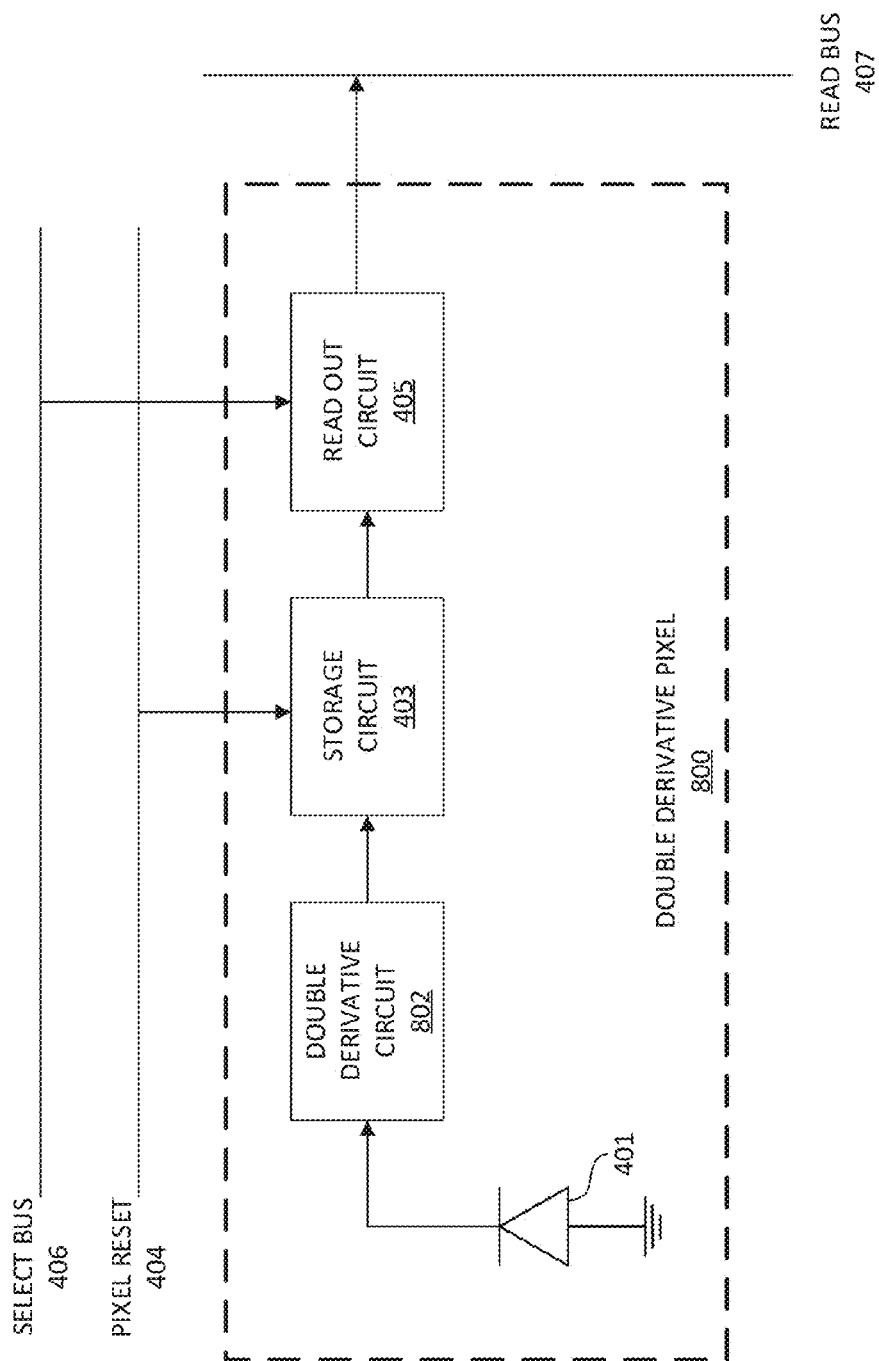 SELECT BUS
406
PIXEL RESET
404
DOUBLE
DERIVATIVE
CIRCUIT
802
STORAGE
CIRCUIT
403
READ OUT
CIRCUIT
405
401
DOUBLE DERIVATIVE PIXEL
800
READ BUS
407